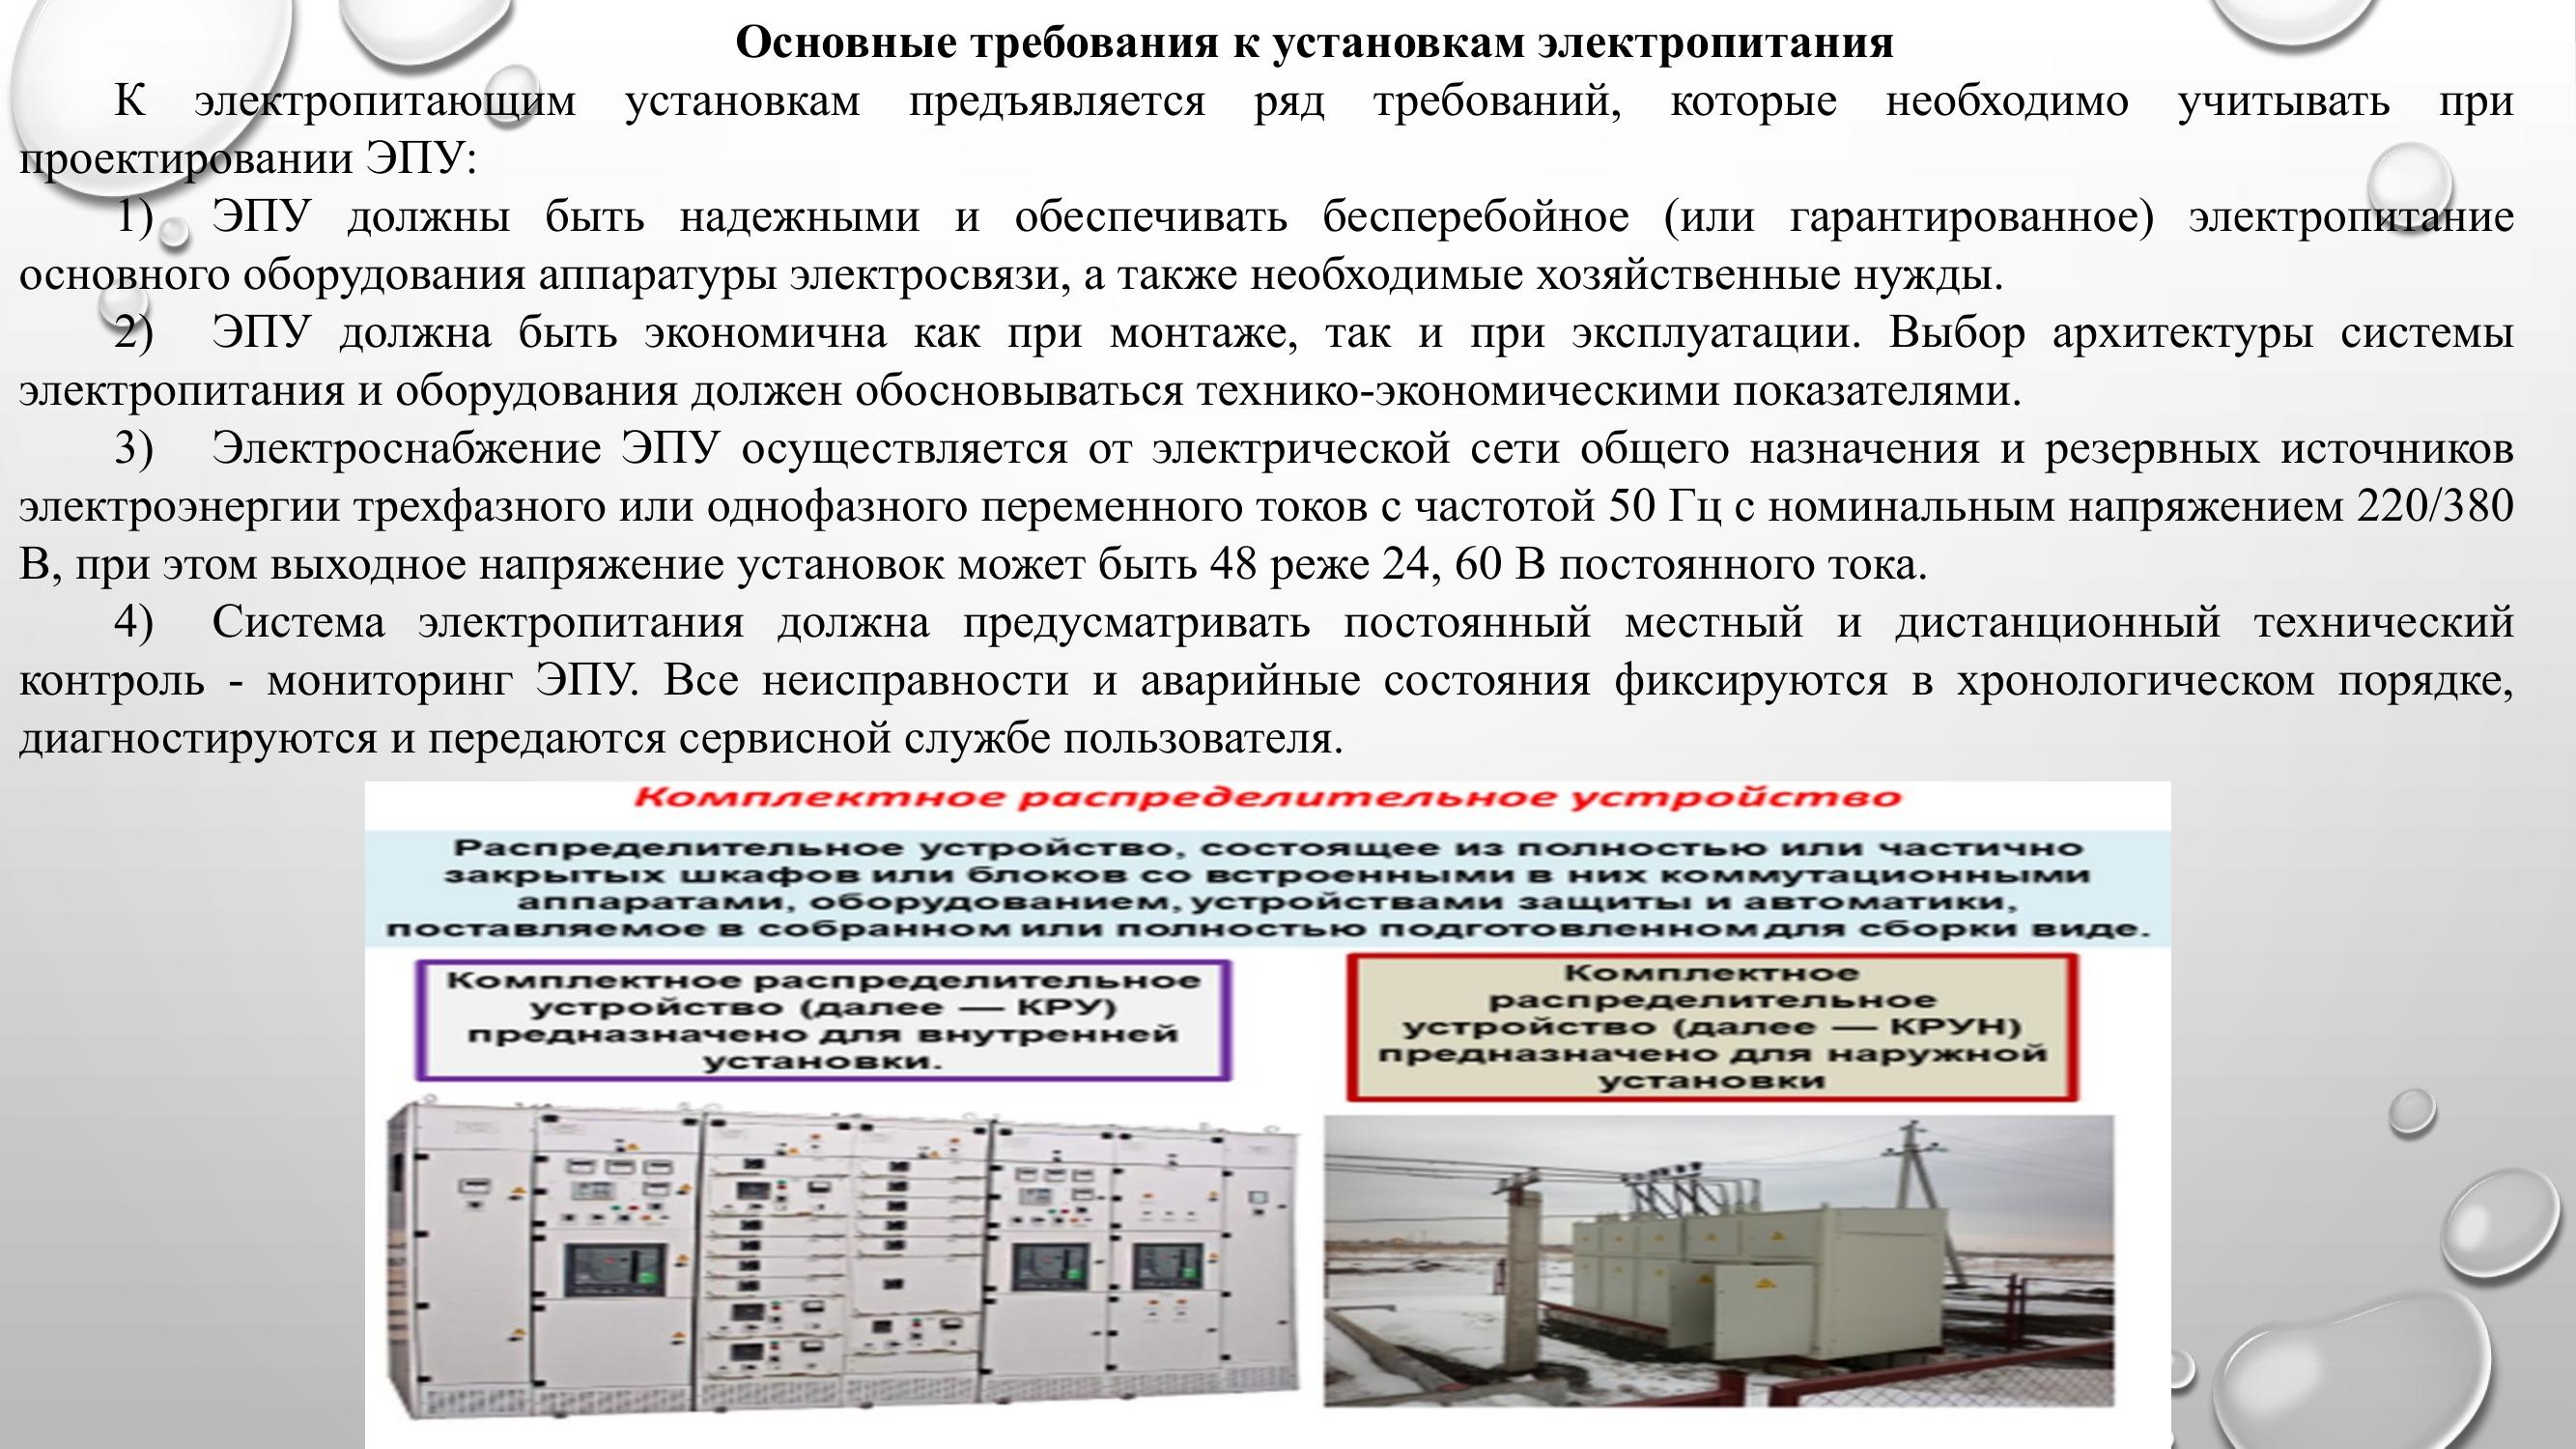 Основные требования к установкам электропитания
К электропитающим установкам предъявляется ряд требований, которые необходимо учитывать при
проектировании ЭПУ:
1) ЭПУ должны быть надежными и обеспечивать бесперебойное (или гарантированное) электропитание
основного оборудования аппаратуры электросвязи, а также необходимые хозяйственные нужды.
2) ЭПУ должна быть экономична как при монтаже, так и при эксплуатации. Выбор архитектуры системы
электропитания и оборудования должен обосновываться технико-экономическими показателями.
3) Электроснабжение ЭПУ осуществляется от электрической сети общего назначения и резервных источников
электроэнергии трехфазного или однофазного переменного токов с частотой 50 Гц с номинальным напряжением 220/380
В, при этом выходное напряжение установок может быть 48 реже 24, 60 В постоянного тока.
4) Система электропитания должна предусматривать постоянный местный и дистанционный технический
контроль - мониторинг ЭПУ. Все неисправности и аварийные состояния фиксируются в хронологическом порядке,
диагностируются и передаются сервисной службе пользователя.
Комплектное распределительное устройство
Распределительное устройство, состоящее из полностью или частично
закрытых шкафов или блоков со встроенными в них коммутационными
аппаратами, оборудованием, устройствами защиты и автоматики,
поставляемое в собранном или полностью подготовленном для сборки виде.
Комплектное распределительное
устройство (далее — КРУ)
предназначено для внутренней
установки.
Комплектное
распределительное
устройство (далее — КРУН)
предназначено для наружной
установки